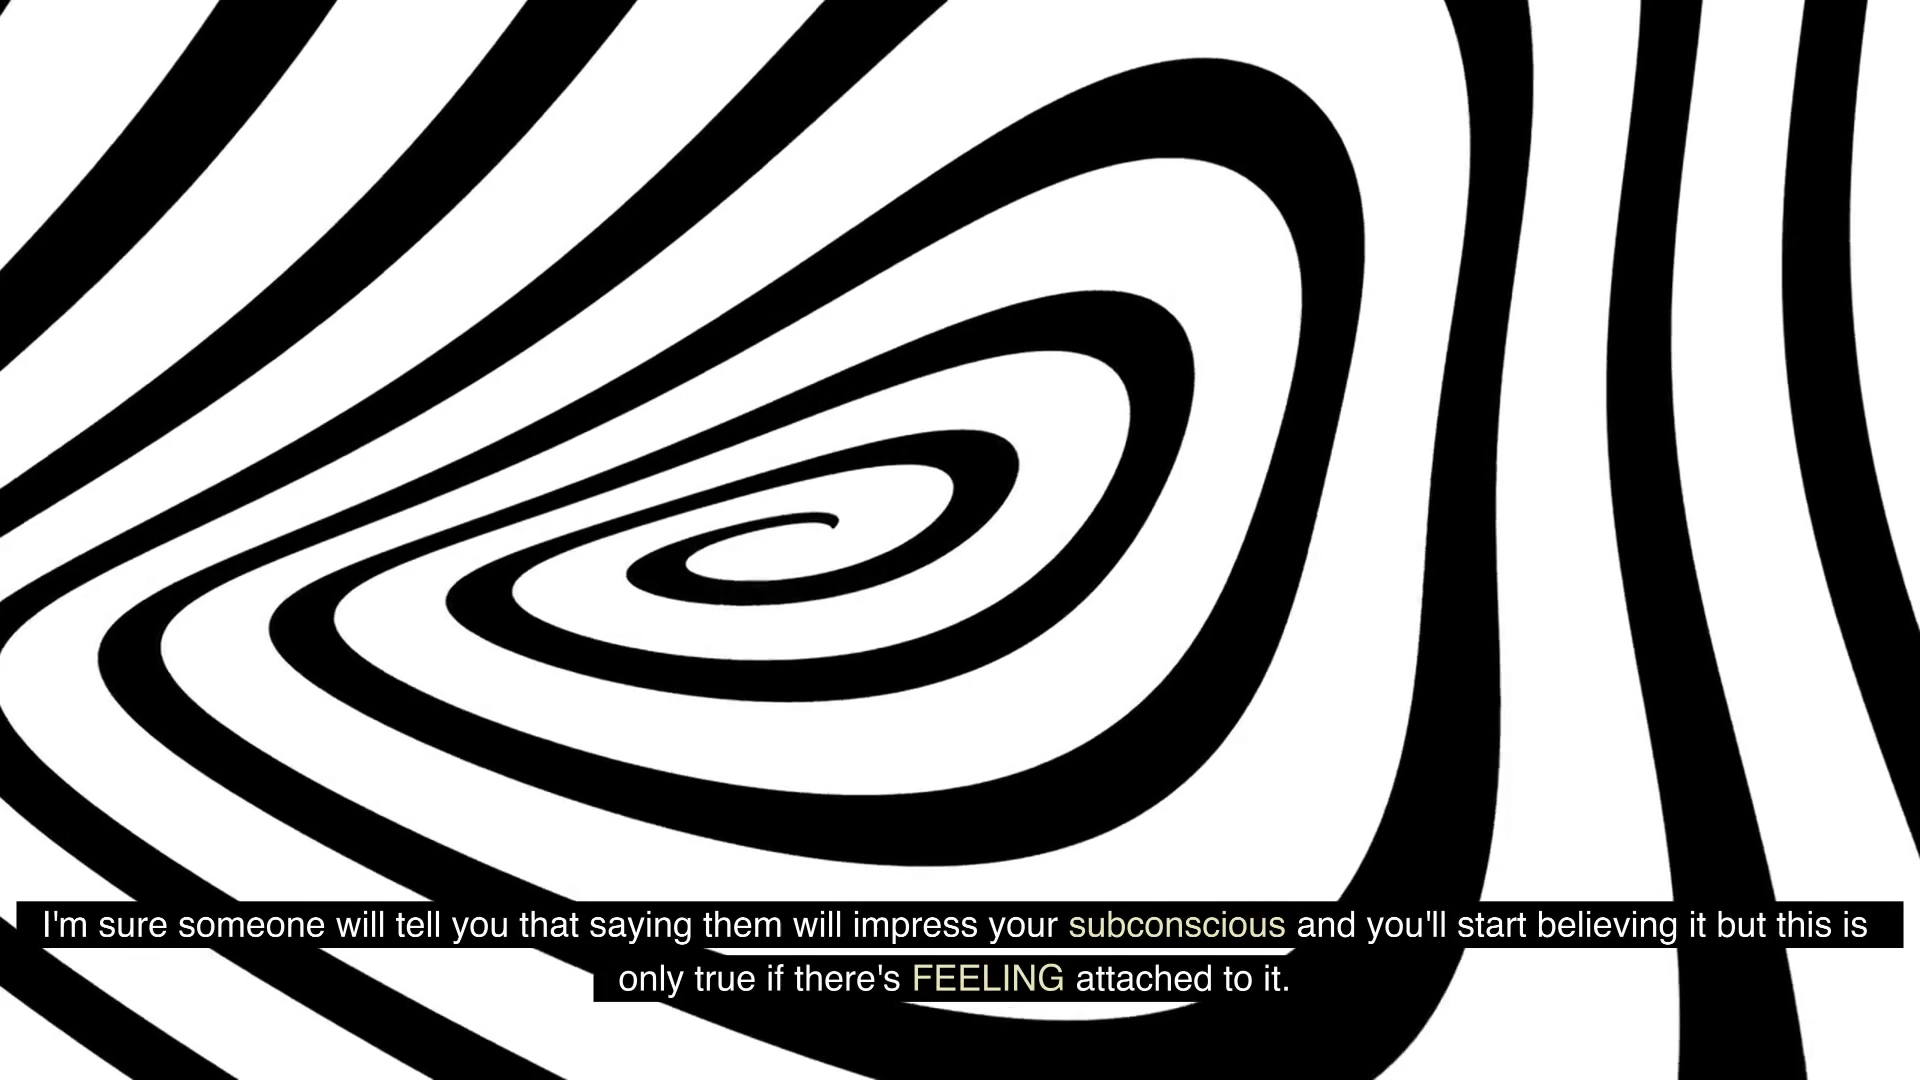 I'm sure someone will tell you that saying them will impress your subconscious and you'll start believing it but this is
only true if there's FEELING attached to it.